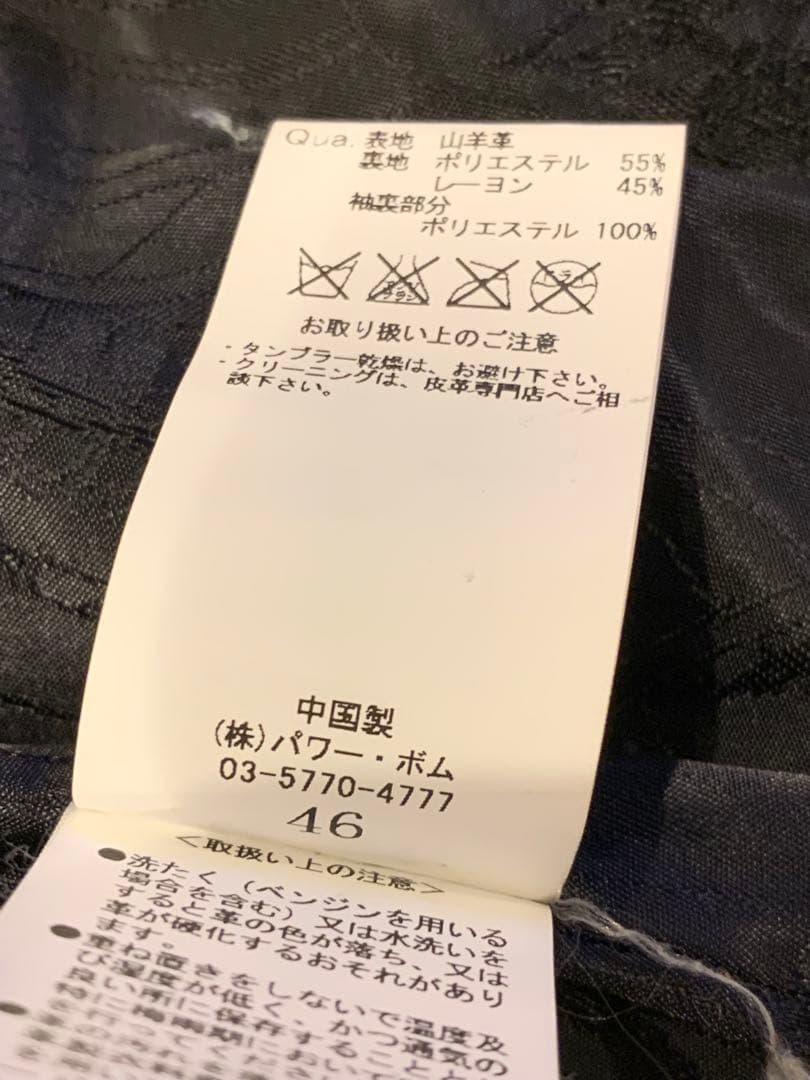 Qua. 表地 山羊革
裏地 ポリエステル 55%
レーヨン 45%
袖裏部分
ポリエステル 100%
お取り扱い上のご注意
・タンブラー乾燥は、お避け下さい。
・クリーニングは、皮革専門店へご相
談下さい。
中国製
(株)パワー・ボム
03-5770-4777
46
<取扱い上の注意>
●洗たく(ベンジンを用いる
場合を含む)又は水洗いを
すると革の色が落ち、又は
革が硬化するおそれがあり
ます。
●重ね置きをしないで温度及
び湿度が低く、かつ通気の
良い所に保存すること
特に梅雨期において